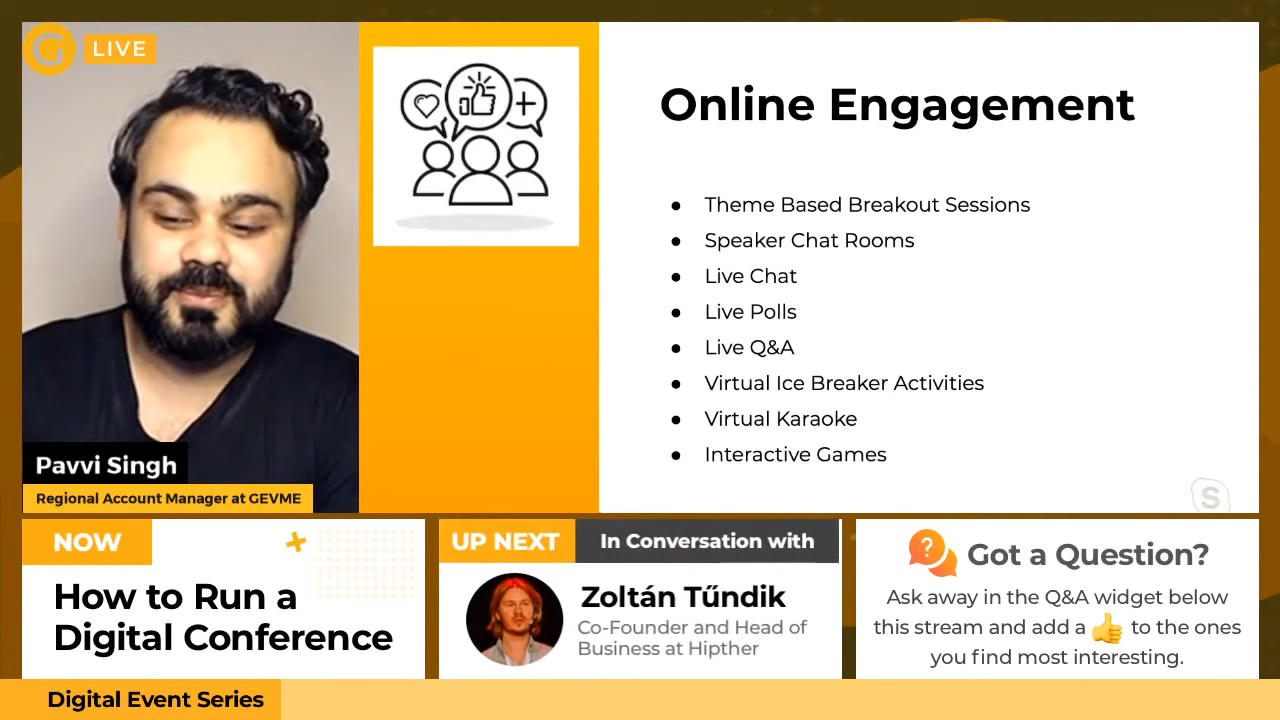 G LIVE
Pavvi Singh
Regional Account Manager at GEVME
Online Engagement
● Theme Based Breakout Sessions
● Speaker Chat Rooms
● Live Chat
● Live Polls
● Live Q&A
● Virtual Ice Breaker Activities
● Virtual Karaoke
● Interactive Games
S
NOW
How to Run a
Digital Conference
UP NEXT In Conversation with
Zoltán Tűndik
Co-Founder and Head of
Business at Hipther
? Got a Question?
Ask away in the Q&A widget below
this stream and add a 👍 to the ones
you find most interesting.
Digital Event Series